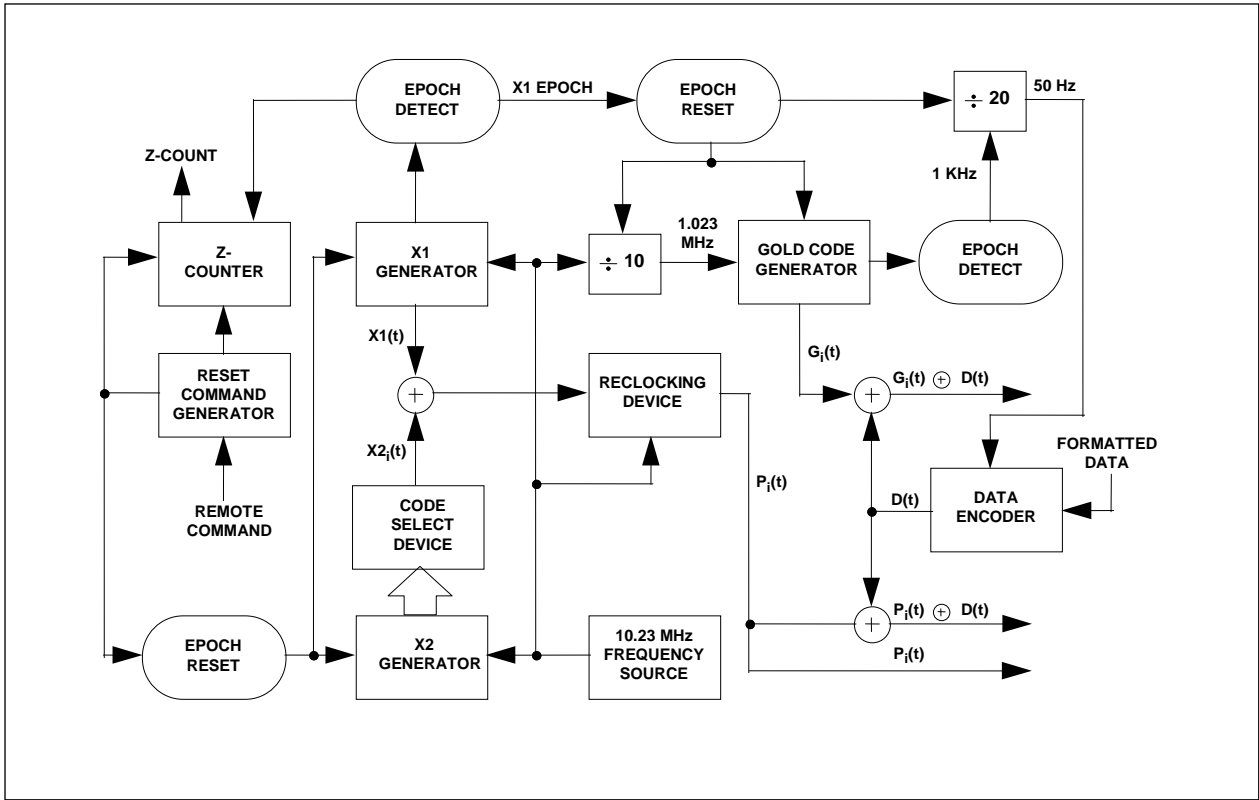 EPOCH
DETECT
X1 EPOCH
EPOCH
RESET
÷ 20
50 Hz
Z-COUNT
1 KHz
Z-
COUNTER
X1
GENERATOR
÷ 10
1.023
MHz
GOLD CODE
GENERATOR
EPOCH
DETECT
X1(t)
Gi(t)
RESET
COMMAND
GENERATOR
+
RECLOCKING
DEVICE
+
Gi(t) ⊕ D(t)
X2i(t)
REMOTE
COMMAND
CODE
SELECT
DEVICE
Pi(t)
D(t)
DATA
ENCODER
FORMATTED
DATA
EPOCH
RESET
X2
GENERATOR
10.23 MHz
FREQUENCY
SOURCE
+
Pi(t) ⊕ D(t)
Pi(t)